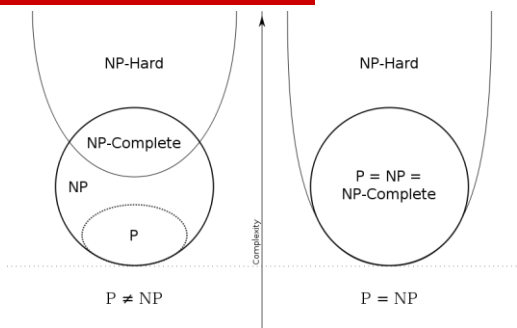 NP-Hard
NP-Complete
NP
P
P ≠ NP
Complexity
NP-Hard
P = NP =
NP-Complete
P = NP